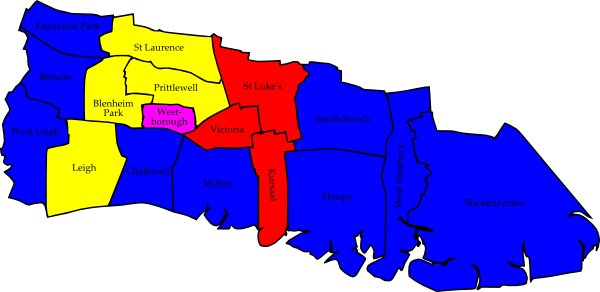 Eastwood Park
St Laurence
Belfairs
Prittlewell
St Luke's
Blenheim
Park
West-
borough
Southchurch
West Leigh
Victoria
Leigh
Chalkwell
Milton
Kursaal
Thorpe
West Shoebury
Shoeburyness